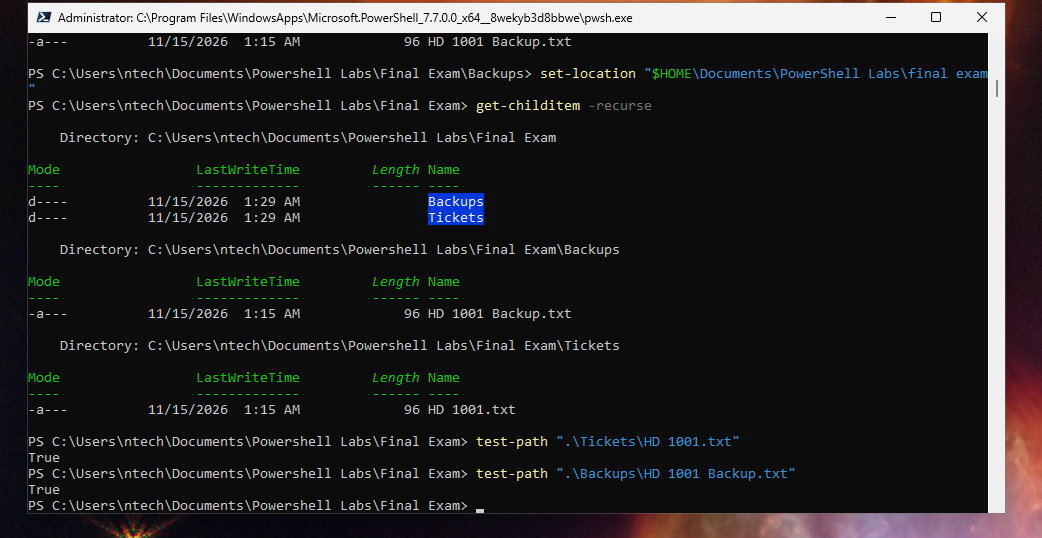 Administrator: C:\Program Files\WindowsApps\Microsoft.PowerShell_7.7.0.0_x64__8wekyb3d8bbwe\pwsh.exe
-a--- 11/15/2026 1:15 AM 96 HD 1001 Backup.txt
PS C:\Users\ntech\Documents\Powershell Labs\Final Exam\Backups> set-location "$HOME\Documents\PowerShell Labs\final exam
"
PS C:\Users\ntech\Documents\Powershell Labs\Final Exam> get-childitem -recurse
Directory: C:\Users\ntech\Documents\Powershell Labs\Final Exam
Mode LastWriteTime Length Name
---- ------------- ------ ----
d---- 11/15/2026 1:29 AM Backups
d---- 11/15/2026 1:29 AM Tickets
Directory: C:\Users\ntech\Documents\Powershell Labs\Final Exam\Backups
Mode LastWriteTime Length Name
---- ------------- ------ ----
-a--- 11/15/2026 1:15 AM 96 HD 1001 Backup.txt
Directory: C:\Users\ntech\Documents\Powershell Labs\Final Exam\Tickets
Mode LastWriteTime Length Name
---- ------------- ------ ----
-a--- 11/15/2026 1:15 AM 96 HD 1001.txt
PS C:\Users\ntech\Documents\Powershell Labs\Final Exam> test-path ".\Tickets\HD 1001.txt"
True
PS C:\Users\ntech\Documents\Powershell Labs\Final Exam> test-path ".\Backups\HD 1001 Backup.txt"
True
PS C:\Users\ntech\Documents\Powershell Labs\Final Exam>